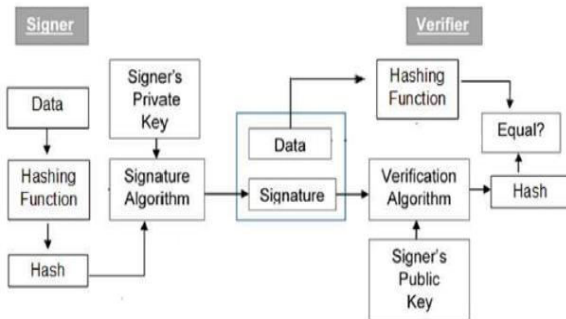 Signer
Verifier
Data
Hashing
Function
Hash
Signer's
Private
Key
Signature
Algorithm
Data
Signature
Hashing
Function
Equal?
Verification
Algorithm
Hash
Signer's
Public
Key